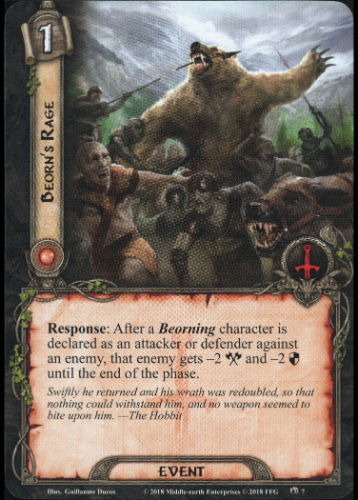 1
BEORN'S RAGE
Response: After a Beorning character is
declared as an attacker or defender against
an enemy, that enemy gets –2 and –2
until the end of the phase.
Swiftly he returned and his wrath was redoubled, so that
nothing could withstand him, and no weapon seemed to
bite upon him. —The Hobbit
EVENT
Illus. Guillaume Ducos © 2018 Middle-earth Enterprises © 2018 FFG 7